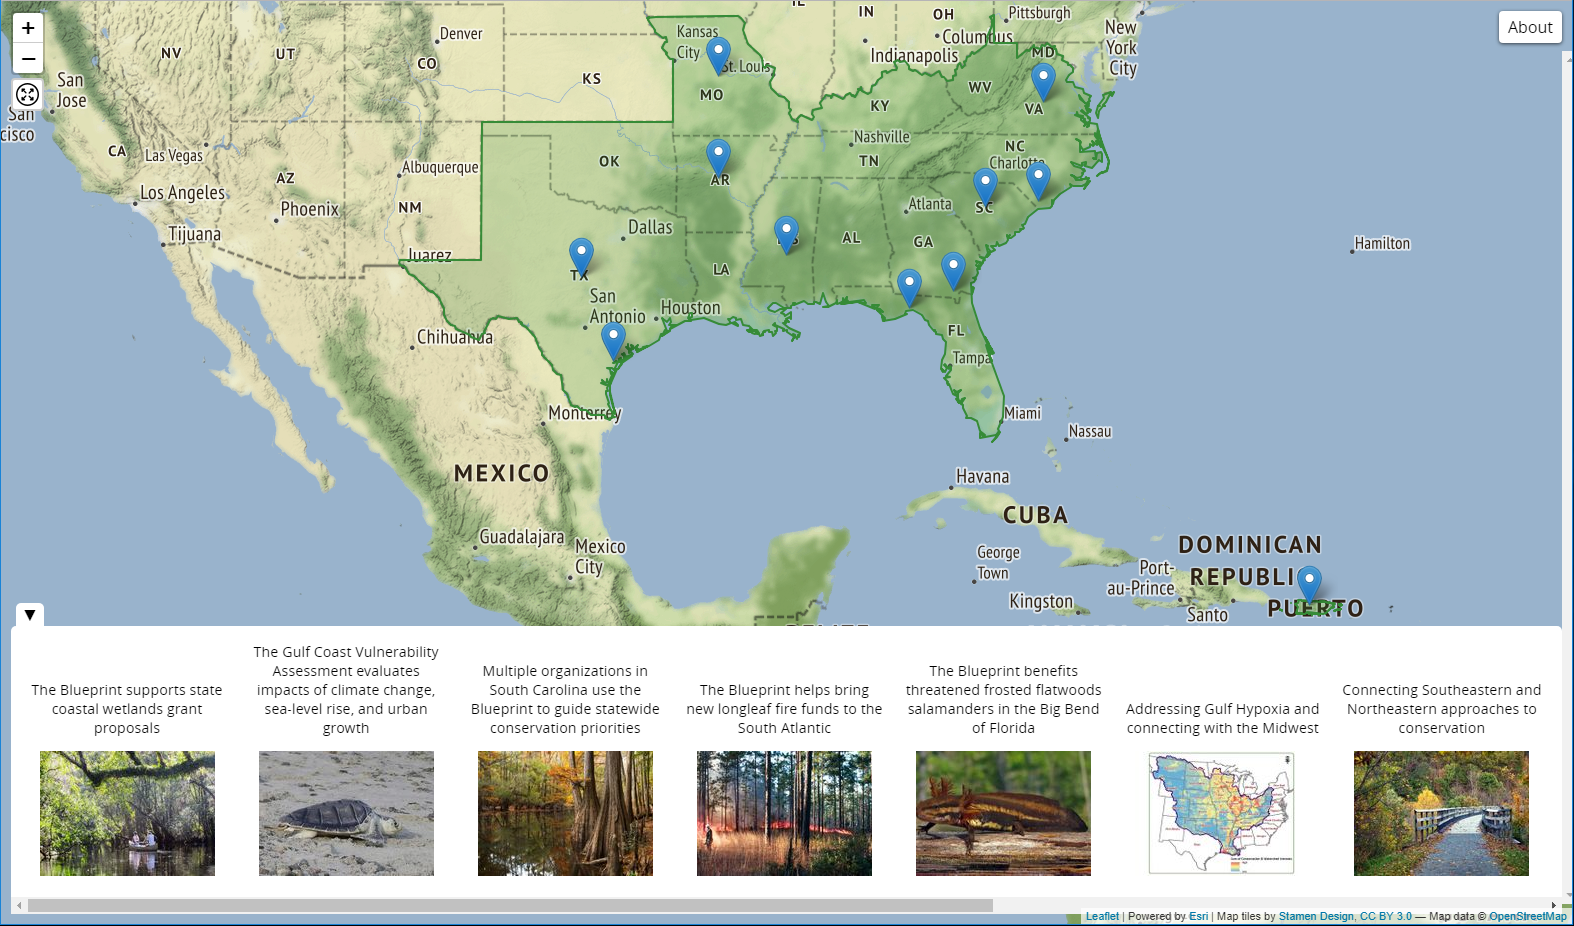 +
−
About
NV
UT
Denver
CO
KS
Kansas
City
St. Louis
MO
IN
OH
Pittsburgh
Columbus
Indianapolis
New
York
City
MD
WV
VA
KY
San
Jose
San
cisco
CA
Las Vegas
Los Angeles
AZ
Phoenix
Tijuana
Albuquerque
NM
Juarez
OK
AR
Nashville
TN
NC
Charlotte
SC
Atlanta
AL
GA
Dallas
TX
LA
San
Antonio
Houston
Hamilton
Chihuahua
FL
Tampa
Miami
Nassau
Monterrey
MEXICO
Havana
CUBA
Guadalajara
Mexico
City
George
Town
Kingston
Port-
au-Prince
DOMINICAN
REPUBLI
Santo
PUERTO
▼
The Blueprint supports state
coastal wetlands grant
proposals
The Gulf Coast Vulnerability
Assessment evaluates
impacts of climate change,
sea-level rise, and urban
growth
Multiple organizations in
South Carolina use the
Blueprint to guide statewide
conservation priorities
The Blueprint helps bring
new longleaf fire funds to the
South Atlantic
The Blueprint benefits
threatened frosted flatwoods
salamanders in the Big Bend
of Florida
Addressing Gulf Hypoxia and
connecting with the Midwest
Connecting Southeastern and
Northeastern approaches to
conservation
Leaflet | Powered by Esri | Map tiles by Stamen Design, CC BY 3.0 — Map data © OpenStreetMap